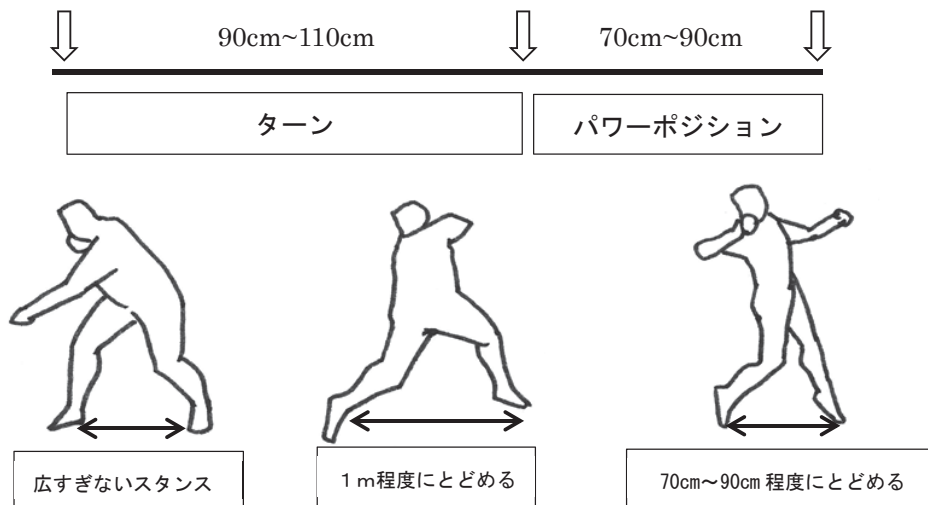 90cm~110cm
70cm~90cm
ターン
パワーポジション
広すぎないスタンス
1m程度にとどめる
70cm～90cm程度にとどめる